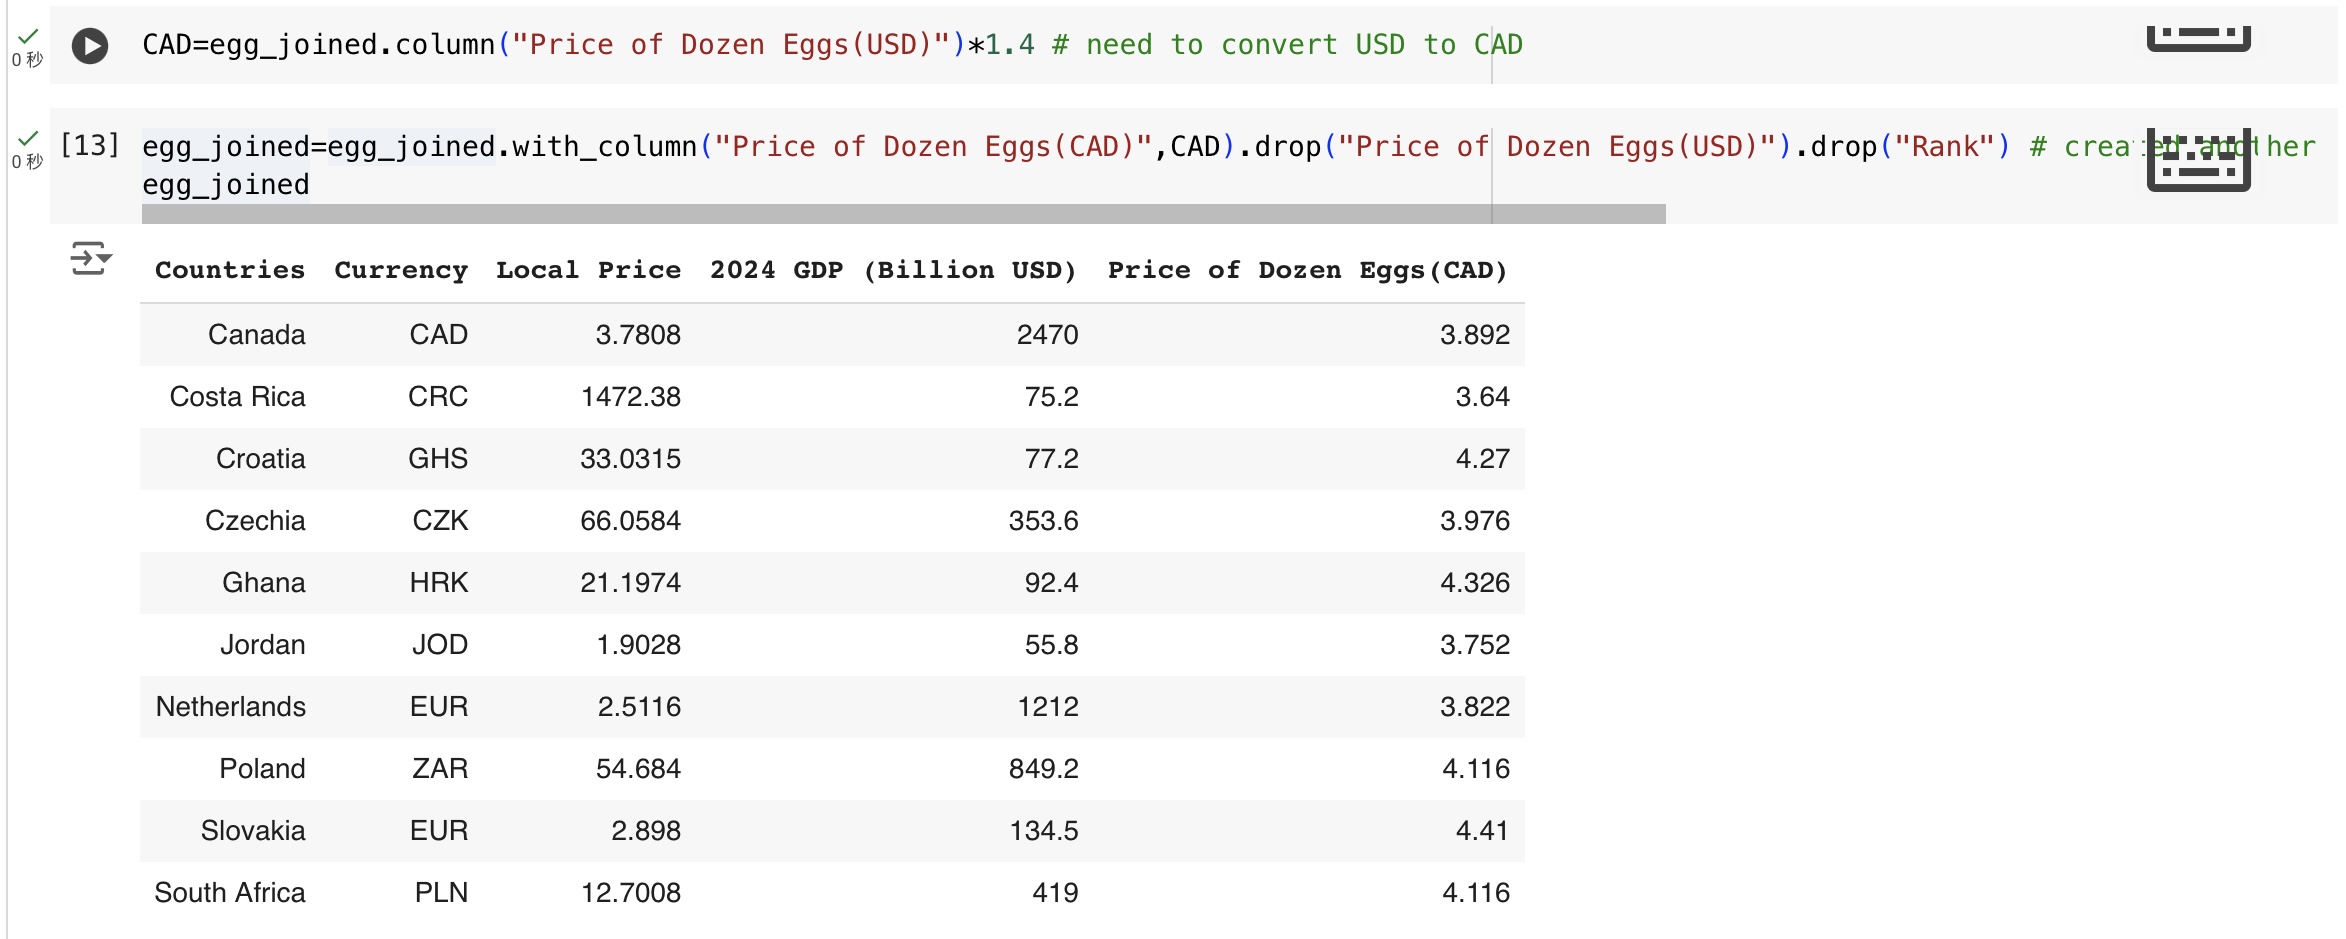 0 秒
CAD=egg_joined.column("Price of Dozen Eggs(USD)")*1.4 # need to convert USD to CAD
0 秒
[13] egg_joined=egg_joined.with_column("Price of Dozen Eggs(CAD)",CAD).drop("Price of Dozen Eggs(USD)").drop("Rank") # created another
egg_joined
Countries Currency Local Price 2024 GDP (Billion USD) Price of Dozen Eggs(CAD)
Canada CAD 3.7808 2470 3.892
Costa Rica CRC 1472.38 75.2 3.64
Croatia GHS 33.0315 77.2 4.27
Czechia CZK 66.0584 353.6 3.976
Ghana HRK 21.1974 92.4 4.326
Jordan JOD 1.9028 55.8 3.752
Netherlands EUR 2.5116 1212 3.822
Poland ZAR 54.684 849.2 4.116
Slovakia EUR 2.898 134.5 4.41
South Africa PLN 12.7008 419 4.116